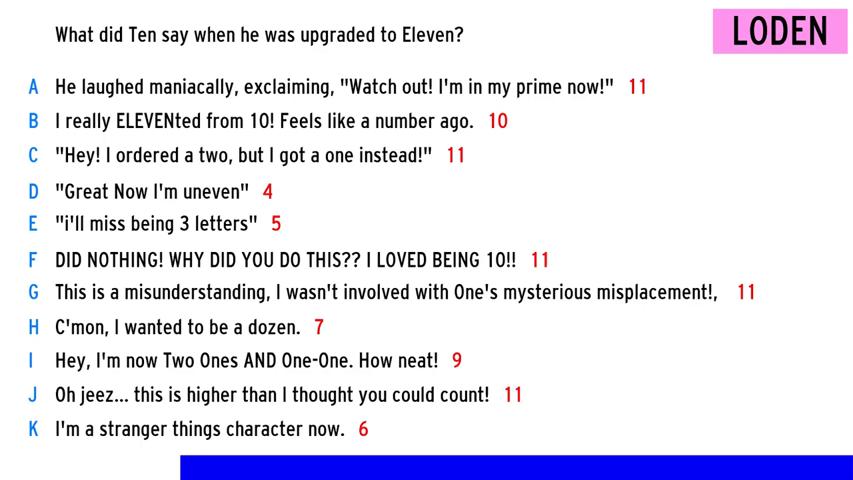 What did Ten say when he was upgraded to Eleven?
LODEN
A He laughed maniacally, exclaiming, "Watch out! I'm in my prime now!" 11
B I really ELEVENted from 10! Feels like a number ago. 10
C "Hey! I ordered a two, but I got a one instead!" 11
D "Great Now I'm uneven" 4
E "i'll miss being 3 letters" 5
F DID NOTHING! WHY DID YOU DO THIS?? I LOVED BEING 10!! 11
G This is a misunderstanding, I wasn't involved with One's mysterious misplacement!, 11
H C'mon, I wanted to be a dozen. 7
I Hey, I'm now Two Ones AND One-One. How neat! 9
J Oh jeez... this is higher than I thought you could count! 11
K I'm a stranger things character now. 6